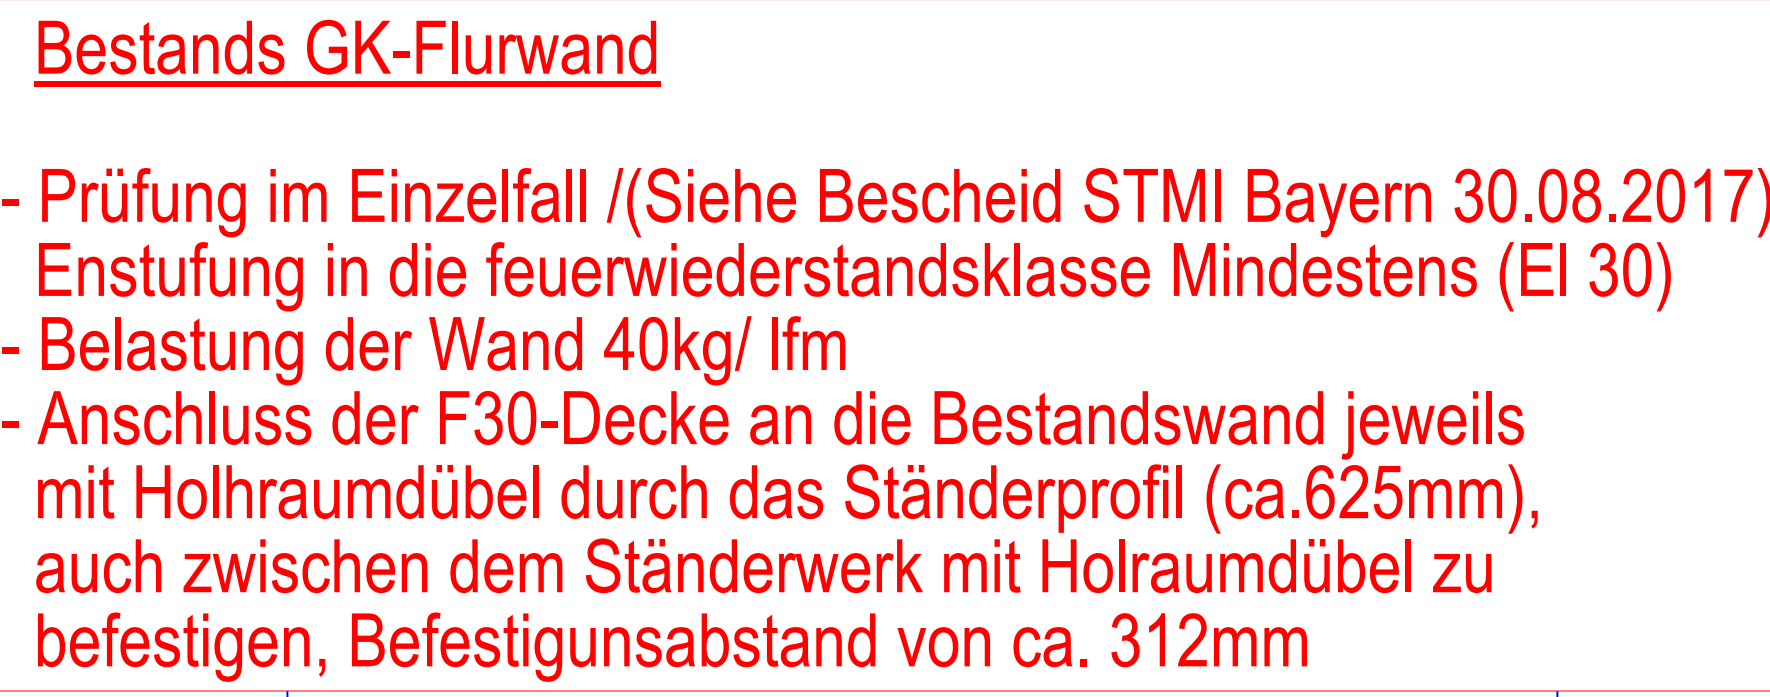 Bestands GK-Flurwand
- Prüfung im Einzelfall /(Siehe Bescheid STMI Bayern 30.08.2017)
Enstufung in die feuerwiederstandsklasse Mindestens (EI 30)
- Belastung der Wand 40kg/ lfm
- Anschluss der F30-Decke an die Bestandswand jeweils
mit Holhraumdübel durch das Ständerprofil (ca.625mm),
auch zwischen dem Ständerwerk mit Holraumdübel zu
befestigen, Befestigunsabstand von ca. 312mm